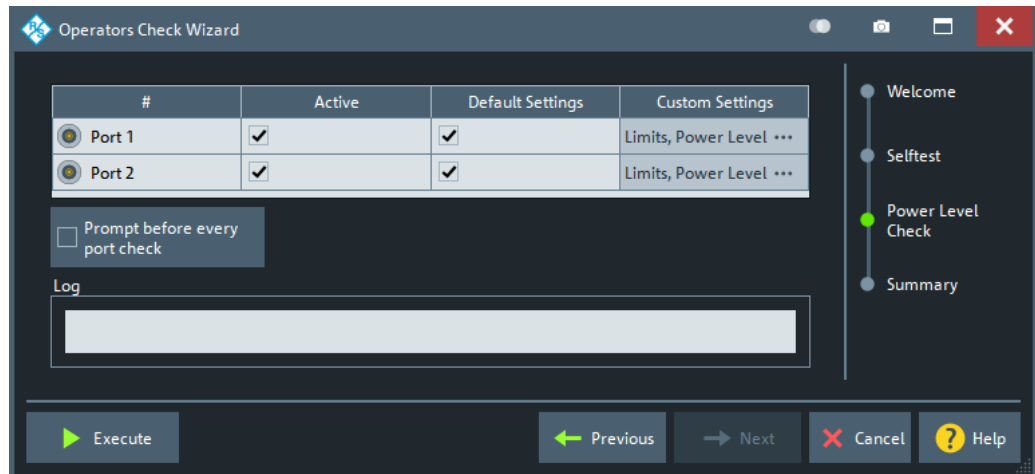 Operators Check Wizard
# Active Default Settings Custom Settings
Port 1 Limits, Power Level ...
Port 2 Limits, Power Level ...
Prompt before every
port check
Log
Welcome
Selftest
Power Level
Check
Summary
Execute
Previous
Next
Cancel
? Help